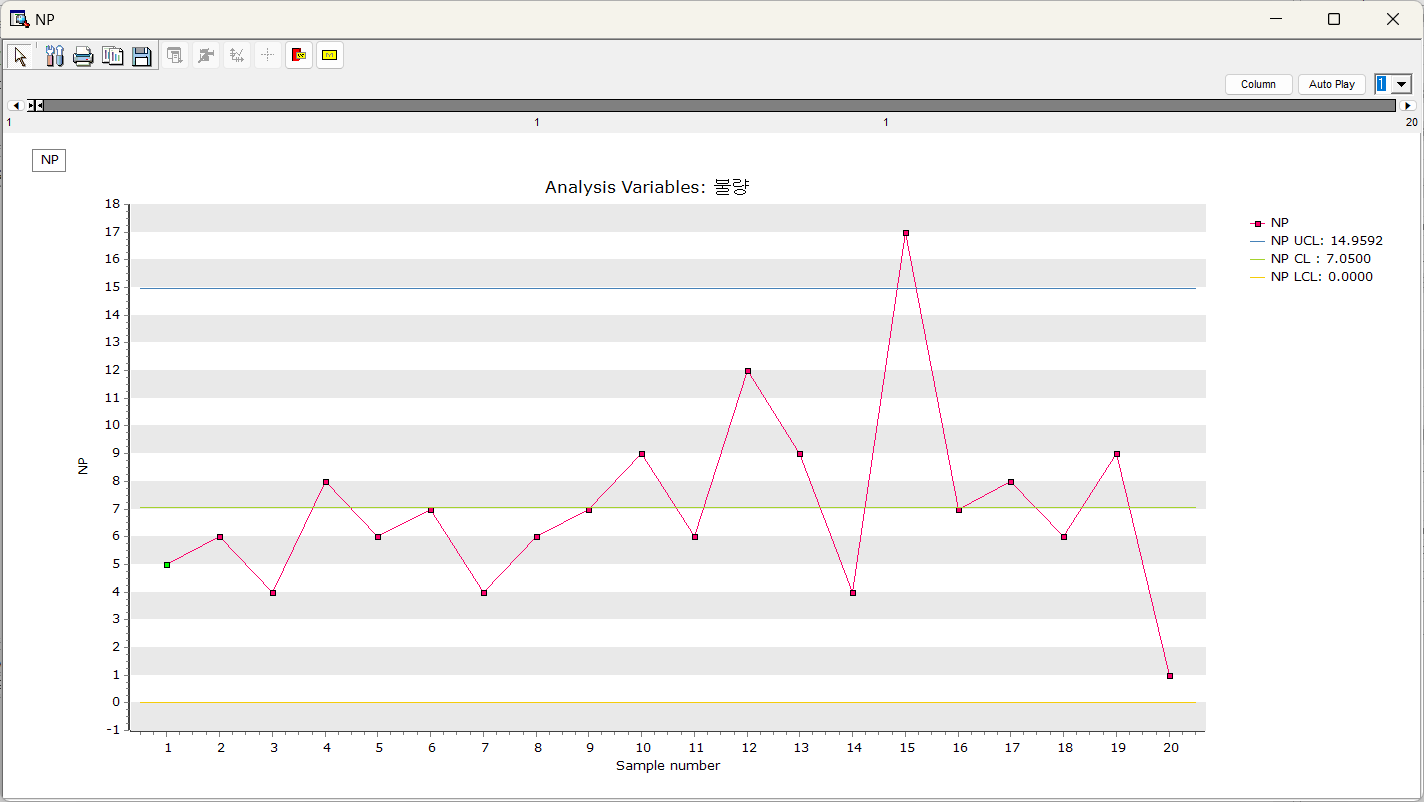 NP
Column Auto Play 1
1 1 1 20
NP
Analysis Variables: 불량
18
17
16
15
14
13
12
11
10
9
8
7
6
5
4
3
2
1
0
-1
NP
1 2 3 4 5 6 7 8 9 10 11 12 13 14 15 16 17 18 19 20
Sample number
NP
NP UCL: 14.9592
NP CL : 7.0500
NP LCL: 0.0000